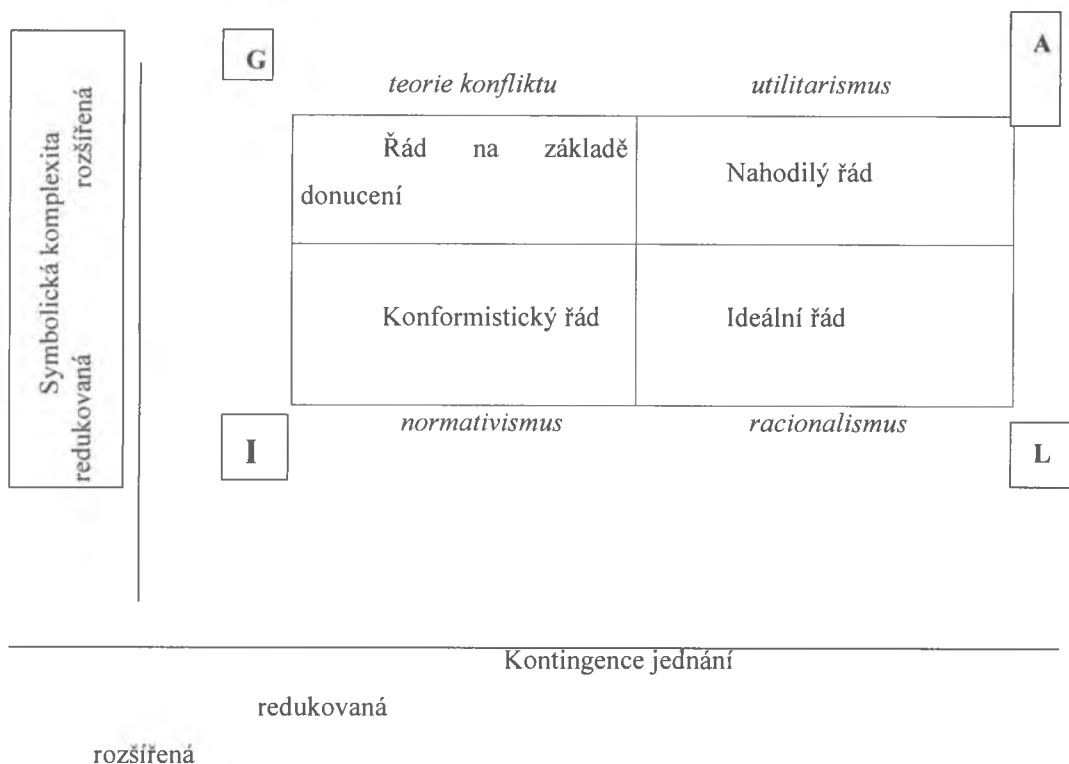 G
A
teorie konfliktu
utilitarismus
Symbolická komplexita
redukovaná rozšířená
Řád na základě
donucení
Nahodilý řád
Konformistický řád
Ideální řád
normativismus
racionalismus
I
L
Kontingence jednání
redukovaná
rozšířená